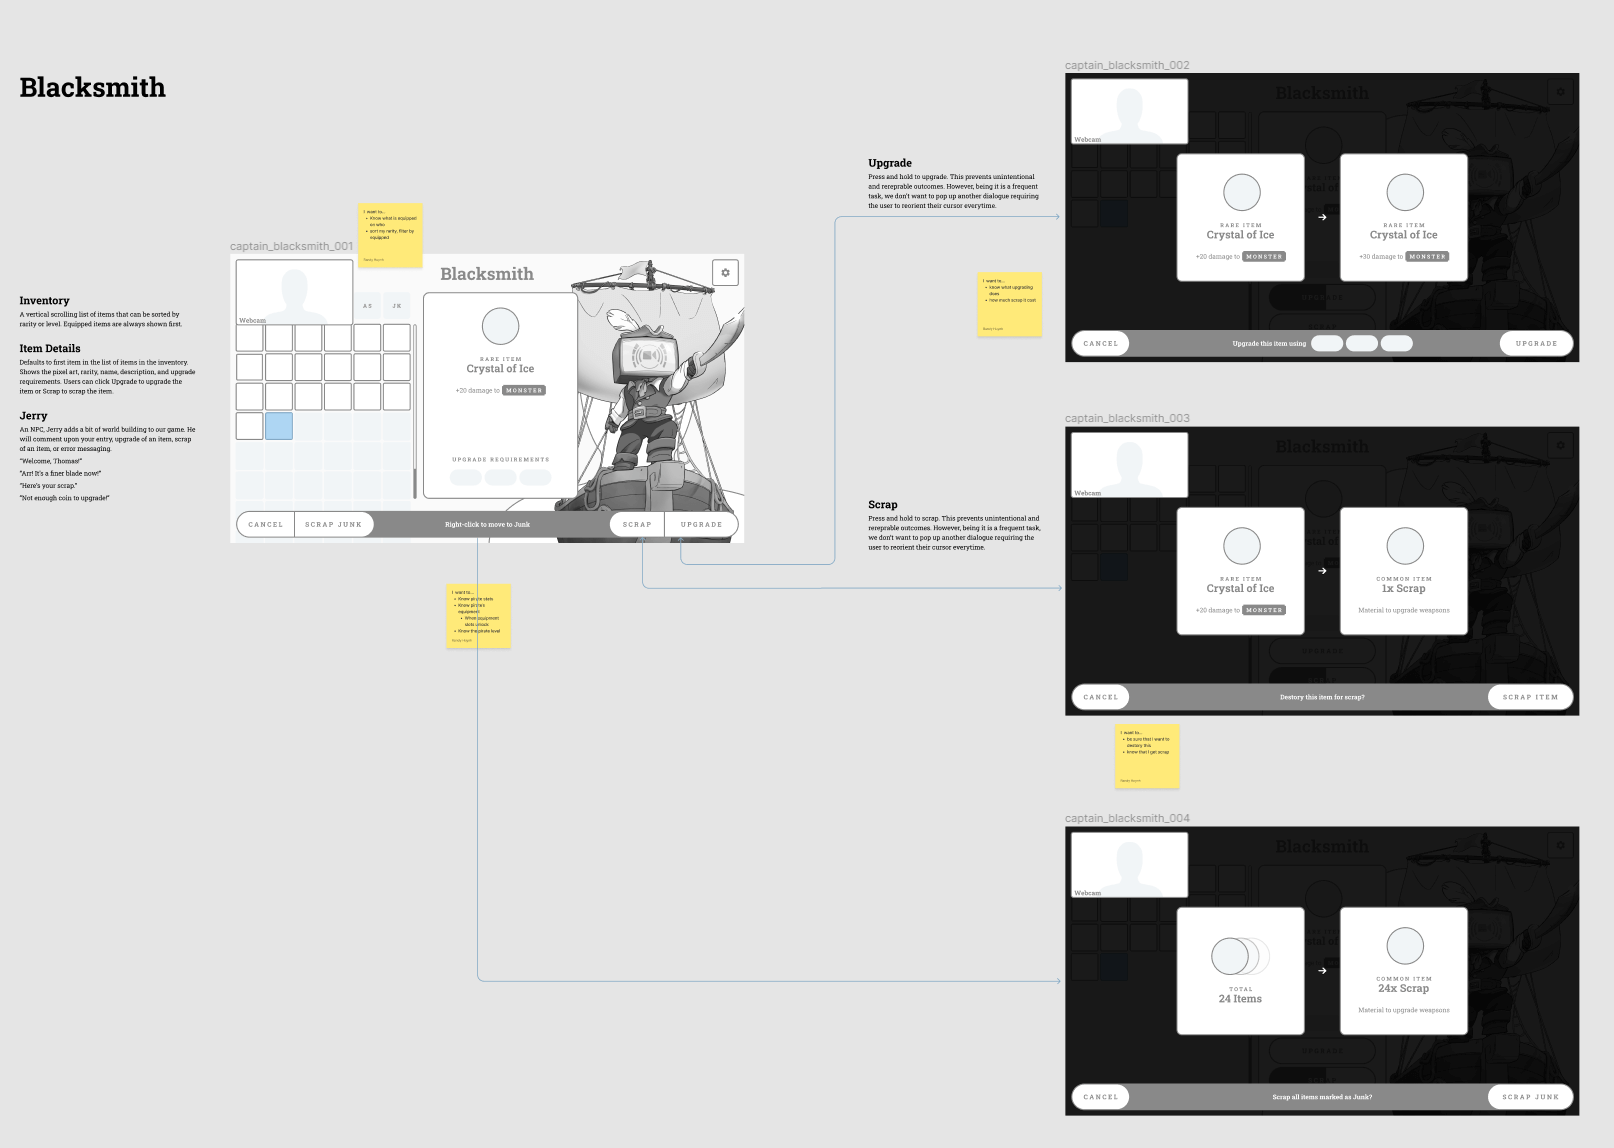 Blacksmith
Inventory
A vertical scrolling list of items that can be sorted by
rarity or level. Equipped items are always shown first.
Item Details
Defaults to first item in the list of items in the inventory.
Shows the pixel art, rarity, name, description, and upgrade
requirements. Users can click Upgrade to upgrade the
item or Scrap to scrap the item.
Jerry
An NPC, Jerry adds a bit of world building to our game. He
will comment upon your entry, upgrade of an item, scrap
of an item, or error messaging.
"Welcome, Thomas!"
"Arr! It's a finer blade now!"
"Here's your scrap."
"Not enough coin to upgrade!"
I want to...
Know what is equipped
on who
sort my rarity, filter by
equipped
captain_blacksmith_001
Webcam
AS
JK
Blacksmith
RARE ITEM
Crystal of Ice
+20 damage to MONSTER
UPGRADE REQUIREMENTS
CANCEL
SCRAP JUNK
Right-click to move to Junk
SCRAP
UPGRADE
I want to...
Know pirate stats
Know pirates
equipment
When equipment
slots unlock
Know the pirate level
Upgrade
Press and hold to upgrade. This prevents unintentional
and rereprable outcomes. However, being it is a frequent
task, we don't want to pop up another dialogue requiring
the user to reorient their cursor everytime.
I want to...
know what upgrading
does
how much scrap it cost
Scrap
Press and hold to scrap. This prevents unintentional and
rereprable outcomes. However, being it is a frequent task,
we don't want to pop up another dialogue requiring the
user to reorient their cursor everytime.
captain_blacksmith_002
Webcam
Blacksmith
RARE ITEM
Crystal of Ice
+20 damage to MONSTER
RARE ITEM
Crystal of Ice
+30 damage to MONSTER
UPGRADE
CANCEL
Upgrade this item using
UPGRADE
captain_blacksmith_003
Webcam
Blacksmith
RARE ITEM
Crystal of Ice
+20 damage to MONSTER
COMMON ITEM
1x Scrap
Material to upgrade weapsons
UPGRADE
CANCEL
Destory this item for scrap?
SCRAP ITEM
I want to...
be sure that I want to
destory this
know that I get scrap
captain_blacksmith_004
Webcam
Blacksmith
TOTAL
24 Items
COMMON ITEM
24x Scrap
Material to upgrade weapsons
UPGRADE
CANCEL
Scrap all items marked as Junk?
SCRAP JUNK